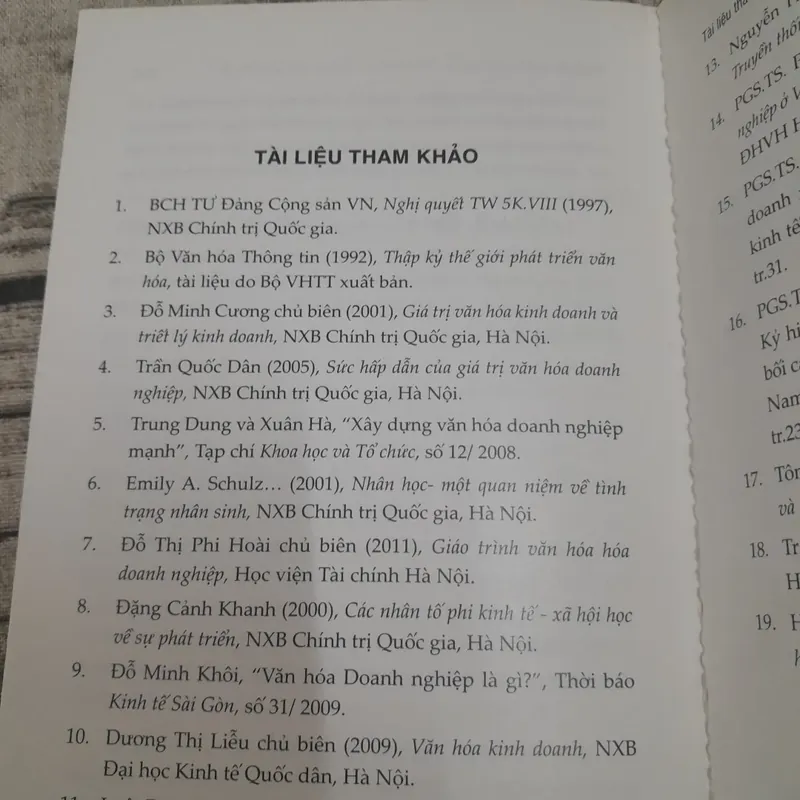 TÀI LIỆU THAM KHẢO
1. BCH TƯ Đảng Cộng sản VN, Nghị quyết TW 5K.VIII (1997),
NXB Chính trị Quốc gia.
2. Bộ Văn hóa Thông tin (1992), Thập kỷ thế giới phát triển văn
hóa, tài liệu do Bộ VHTT xuất bản.
3. Đỗ Minh Cương chủ biên (2001), Giá trị văn hóa kinh doanh và
triết lý kinh doanh, NXB Chính trị Quốc gia, Hà Nội.
4. Trần Quốc Dân (2005), Sức hấp dẫn của giá trị văn hóa doanh
nghiệp, NXB Chính trị Quốc gia, Hà Nội.
5. Trung Dung và Xuân Hà, “Xây dựng văn hóa doanh nghiệp
mạnh”, Tạp chí Khoa học và Tổ chức, số 12/ 2008.
6. Emily A. Schulz... (2001), Nhân học- một quan niệm về tình
trạng nhân sinh, NXB Chính trị Quốc gia, Hà Nội.
7. Đỗ Thị Phi Hoài chủ biên (2011), Giáo trình văn hóa hóa
doanh nghiệp, Học viện Tài chính Hà Nội.
8. Đặng Cảnh Khanh (2000), Các nhân tố phi kinh tế - xã hội học
về sự phát triển, NXB Chính trị Quốc gia, Hà Nội.
9. Đỗ Minh Khôi, “Văn hóa Doanh nghiệp là gì?”, Thời báo
Kinh tế Sài Gòn, số 31/ 2009.
10. Dương Thị Liễu chủ biên (2009), Văn hóa kinh doanh, NXB
Đại học Kinh tế Quốc dân, Hà Nội.
Tài liệu
13. Nguyễn
Truyền
14. PGS.TS.
nghiệp ở
ĐHVH
15. PGS.TS.
doanh
kinh tế
tr.31.
16.
Kỷ
bồi
Nam
17.
và
18.
19.